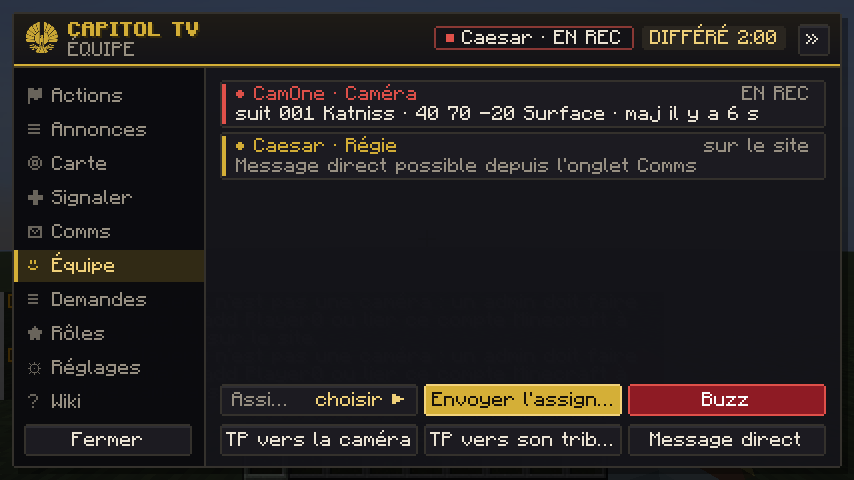 CAPITOL TV
ÉQUIPE
Caesar · EN REC
DIFFÉRÉ 2:00
»
Actions
Annonces
Carte
Signaler
Comms
Équipe
Demandes
Rôles
Réglages
? Wiki
Fermer
CamOne · Caméra
EN REC
suit 001 Katniss · 40 70 -20 Surface · maj il y a 6 s
Caesar · Régie
sur le site
Message direct possible depuis l'onglet Comms
Assi... choisir
Envoyer l'assign...
Buzz
TP vers la caméra
TP vers son trib...
Message direct